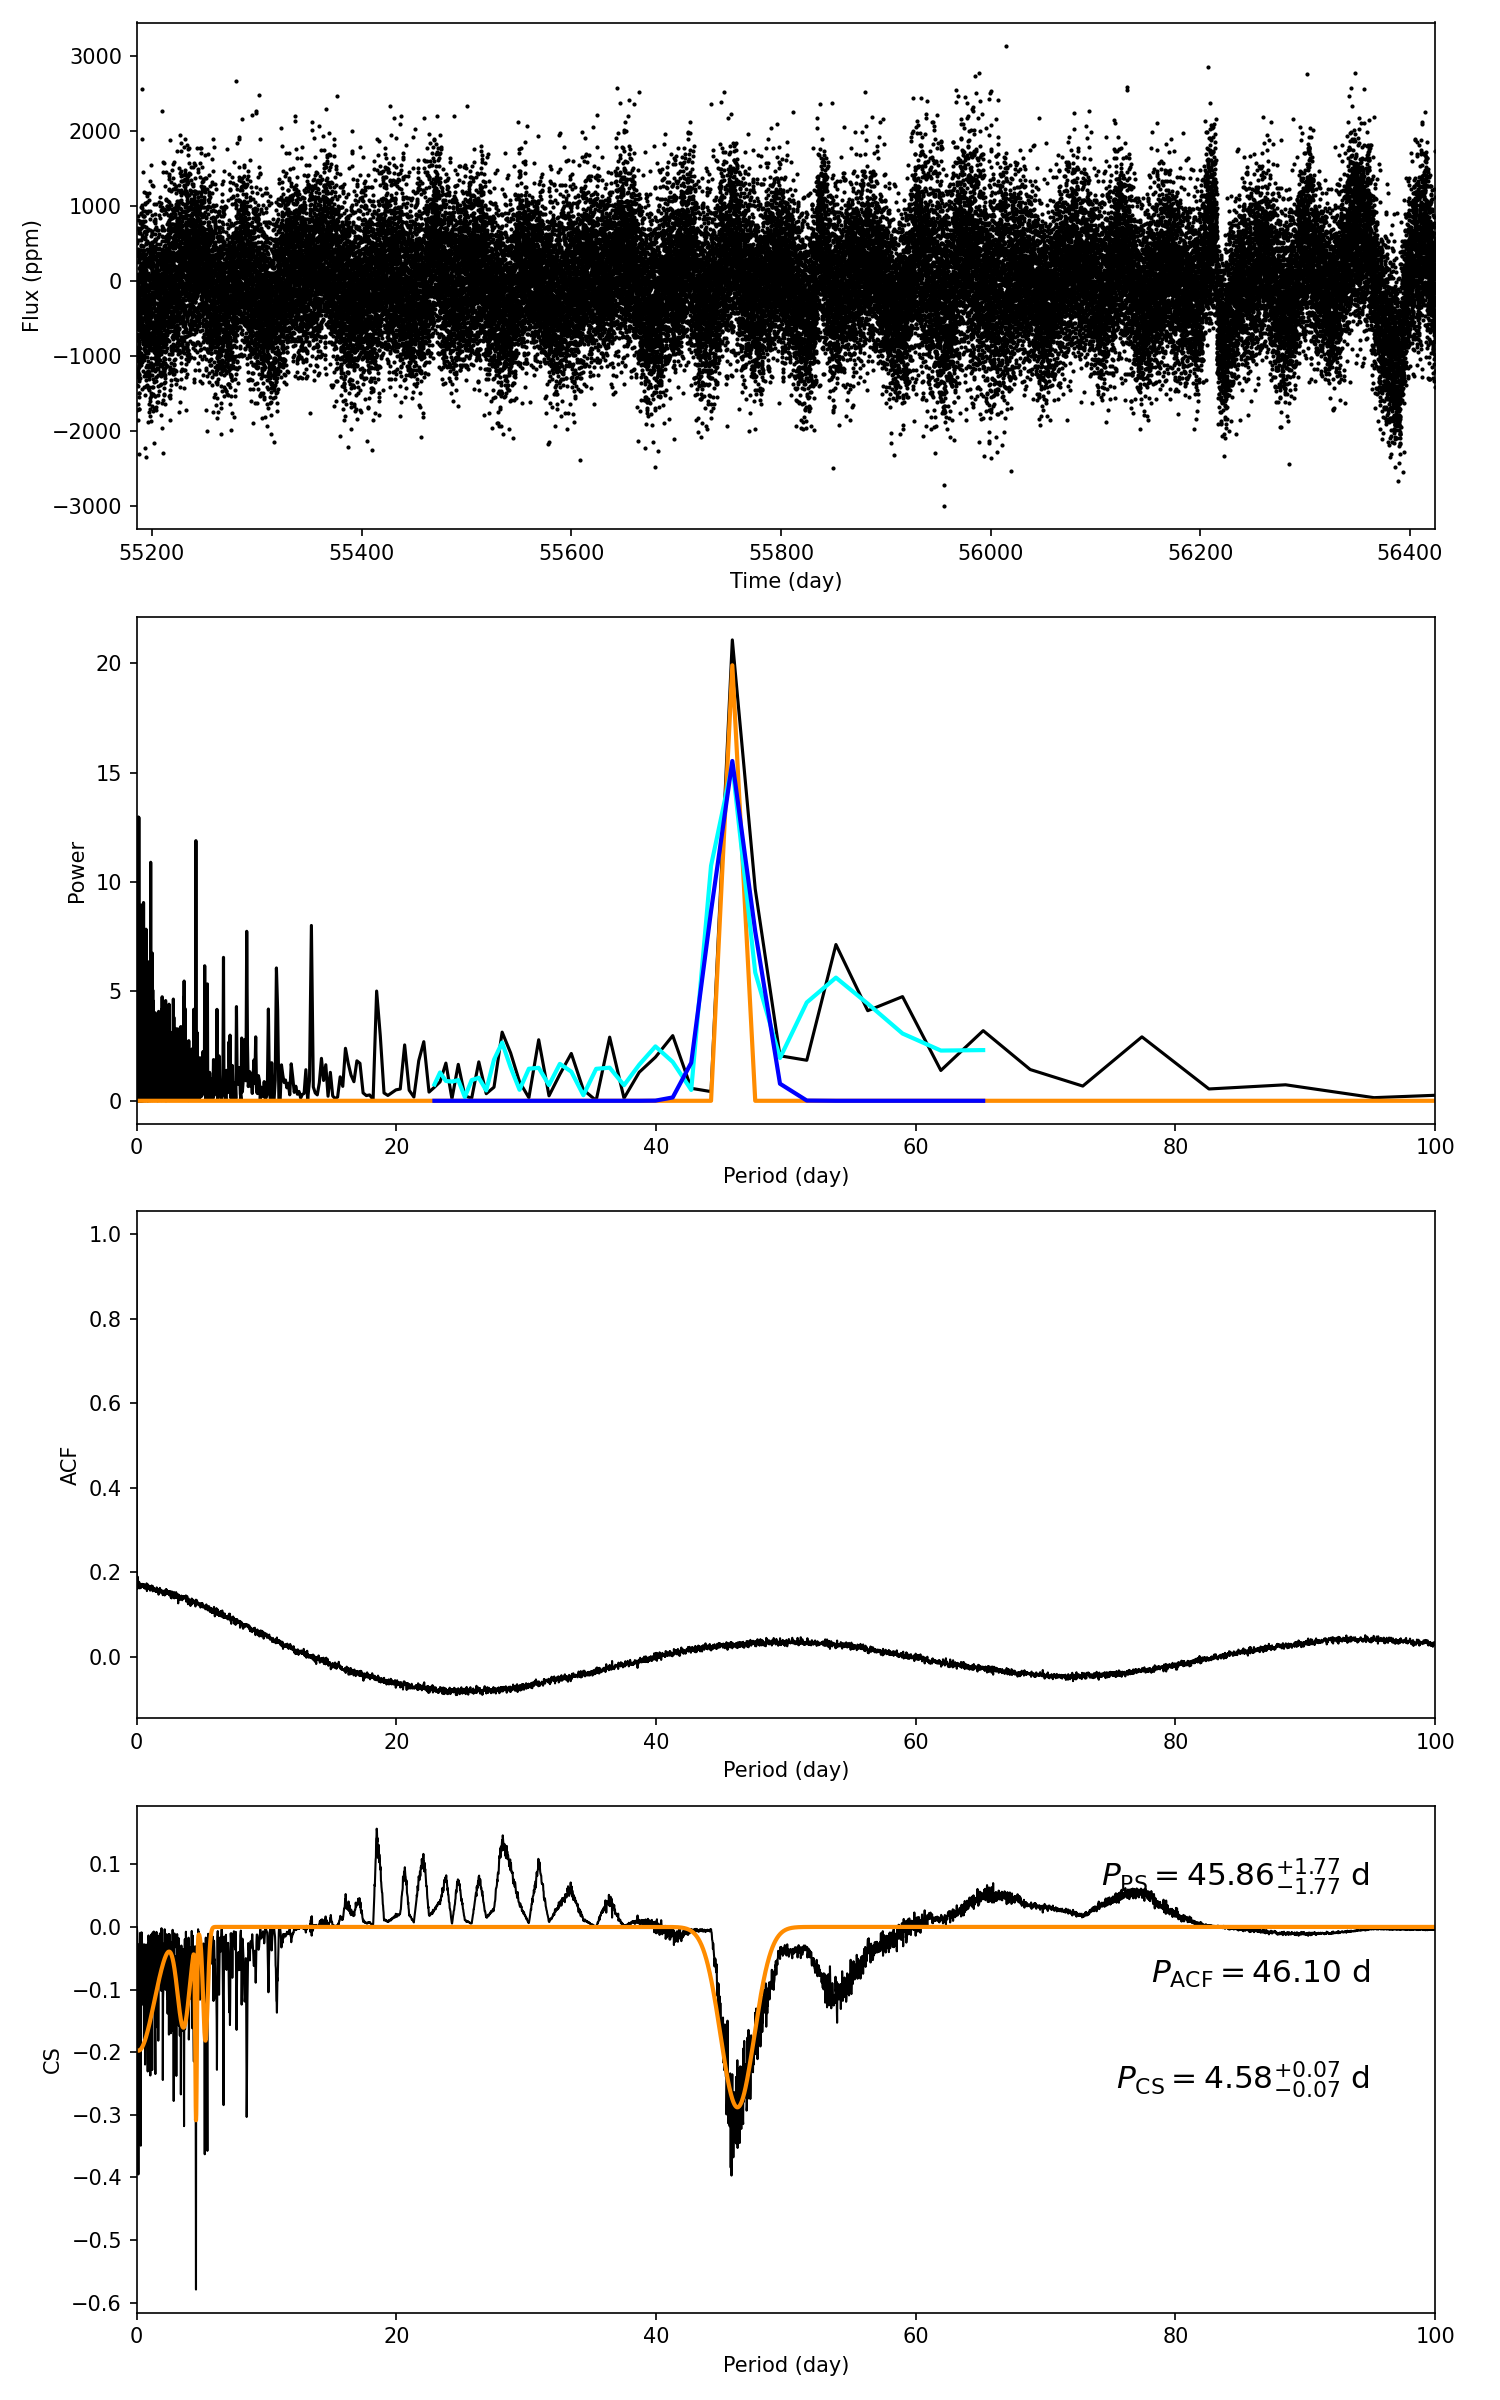 3000
2000
1000
0
−1000
−2000
−3000
Flux (ppm)
55200 55400 55600 55800 56000 56200 56400
Time (day)
20
15
10
5
0
Power
0 20 40 60 80 100
Period (day)
1.0
0.8
0.6
0.4
0.2
0.0
ACF
0 20 40 60 80 100
Period (day)
0.1
0.0
−0.1
−0.2
−0.3
−0.4
−0.5
−0.6
CS
P_PS = 45.86^{+1.77}_{−1.77} d
P_ACF = 46.10 d
P_CS = 4.58^{+0.07}_{−0.07} d
0 20 40 60 80 100
Period (day)